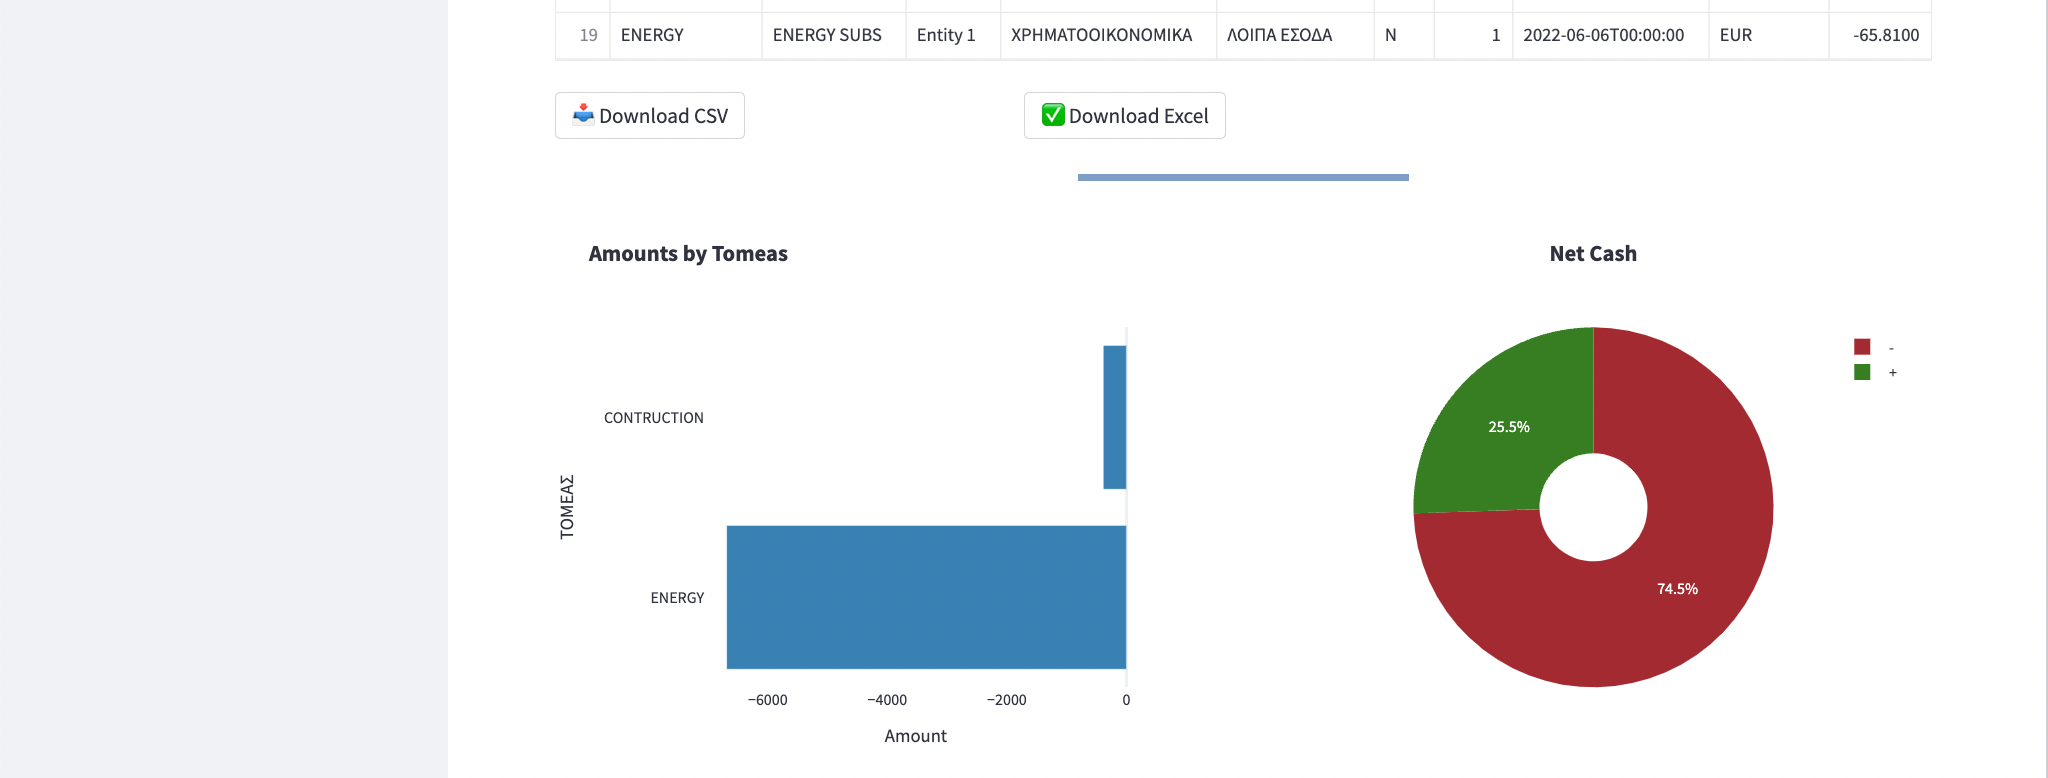 19 ENERGY ENERGY SUBS Entity 1 ΧΡΗΜΑΤΟΟΙΚΟΝΟΜΙΚΑ ΛΟΙΠΑ ΕΣΟΔΑ N 1 2022-06-06T00:00:00 EUR -65.8100
Download CSV Download Excel
Amounts by Tomeas
CONTRUCTION
ENERGY
ΤΟΜΕΑΣ
−6000 −4000 −2000 0
Amount
Net Cash
-
+
25.5%
74.5%